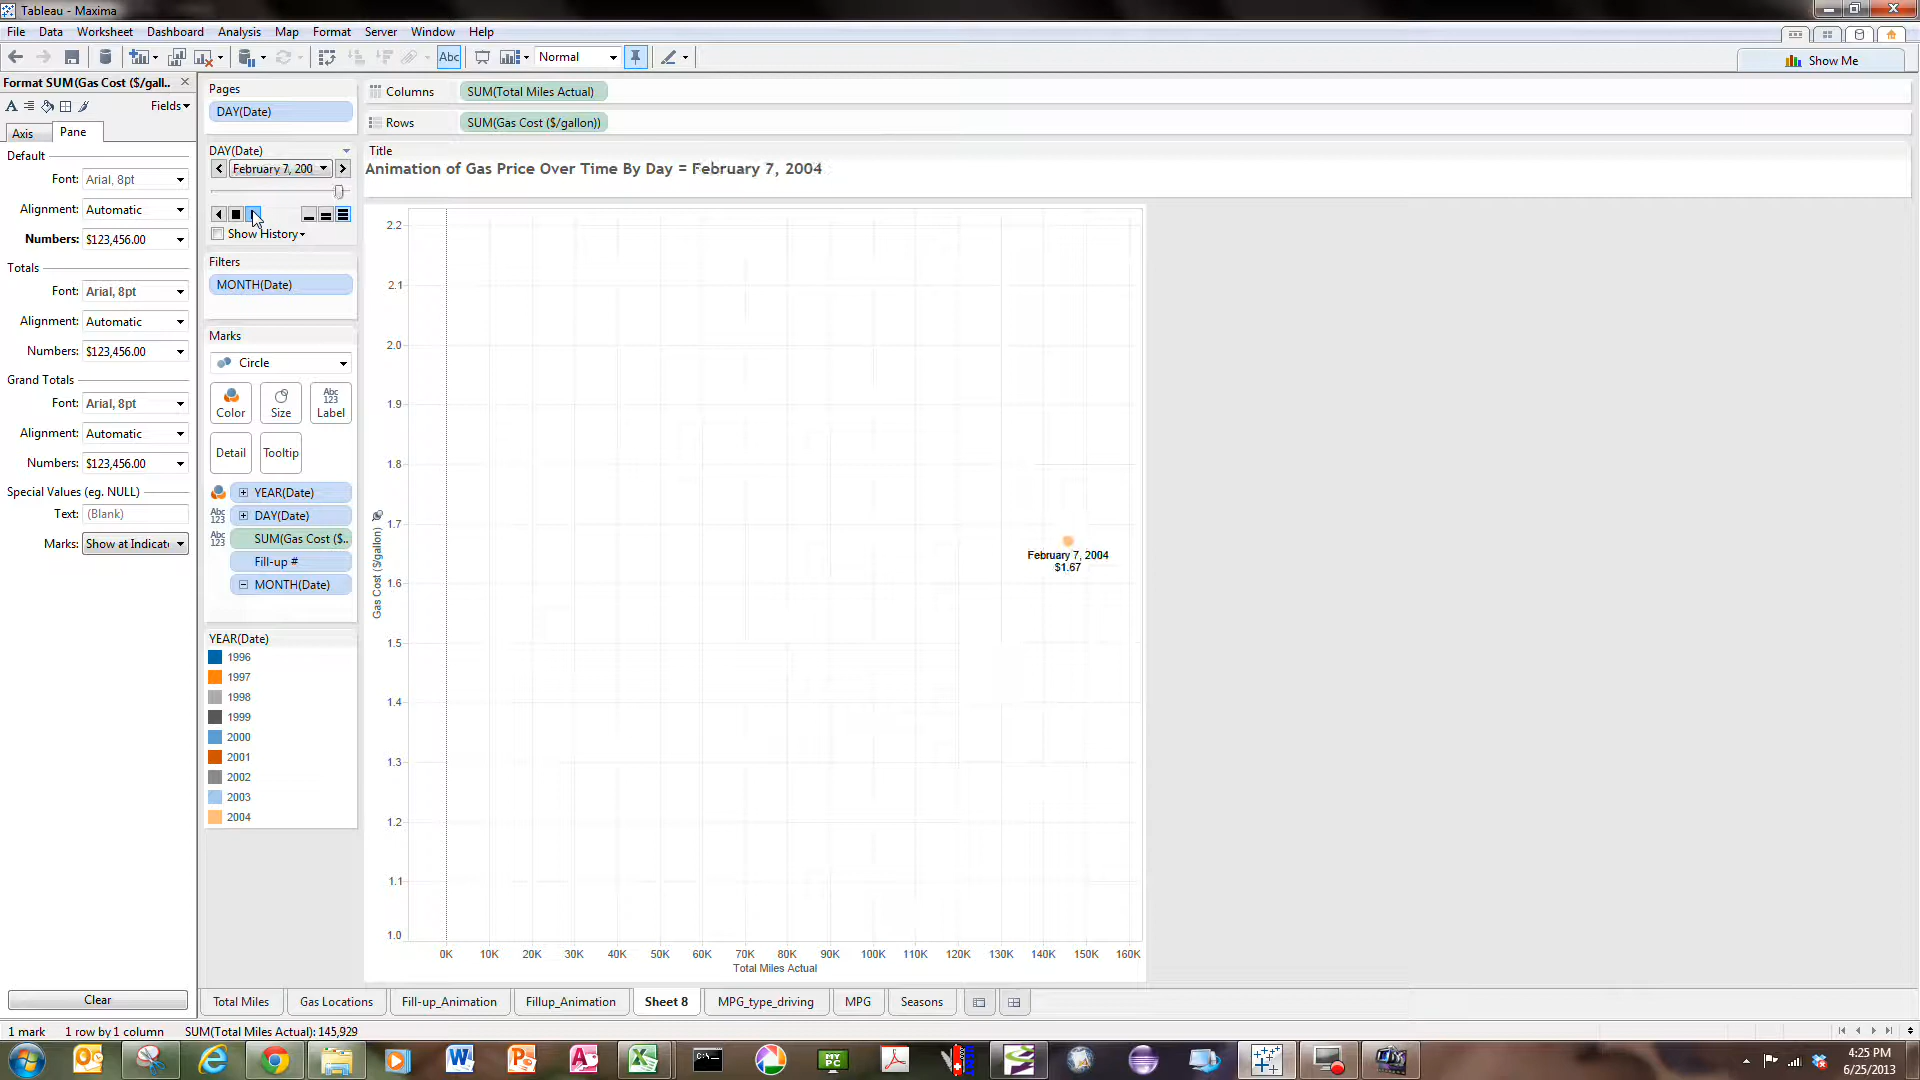 Tableau - Maxima
File Data Worksheet Dashboard Analysis Map Format Server Window Help
Abc Normal
Show Me
Format SUM(Gas Cost ($/gall..
Fields
Axis Pane
Default
Font: Arial, 8pt
Alignment: Automatic
Numbers: $123,456.00
Totals
Font: Arial, 8pt
Alignment: Automatic
Numbers: $123,456.00
Grand Totals
Font: Arial, 8pt
Alignment: Automatic
Numbers: $123,456.00
Special Values (eg. NULL)
Text: (Blank)
Marks: Show at Indicat
Clear
Pages
DAY(Date)
DAY(Date)
February 7, 200
Show History
Filters
MONTH(Date)
Marks
Circle
Color Size Abc 123 Label
Detail Tooltip
YEAR(Date)
Abc 123 DAY(Date)
Abc 123 SUM(Gas Cost ($..
Fill-up #
MONTH(Date)
YEAR(Date)
1996
1997
1998
1999
2000
2001
2002
2003
2004
Columns SUM(Total Miles Actual)
Rows SUM(Gas Cost ($/gallon))
Title
Animation of Gas Price Over Time By Day = February 7, 2004
Gas Cost ($/gallon)
2.2
2.1
2.0
1.9
1.8
1.7
1.6
1.5
1.4
1.3
1.2
1.1
1.0
February 7, 2004
$1.67
0K 10K 20K 30K 40K 50K 60K 70K 80K 90K 100K 110K 120K 130K 140K 150K 160K
Total Miles Actual
Total Miles Gas Locations Fill-up_Animation Fillup_Animation Sheet 8 MPG_type_driving MPG Seasons
1 mark 1 row by 1 column SUM(Total Miles Actual): 145,929
C:\
MY PC
4:25 PM
6/25/2013